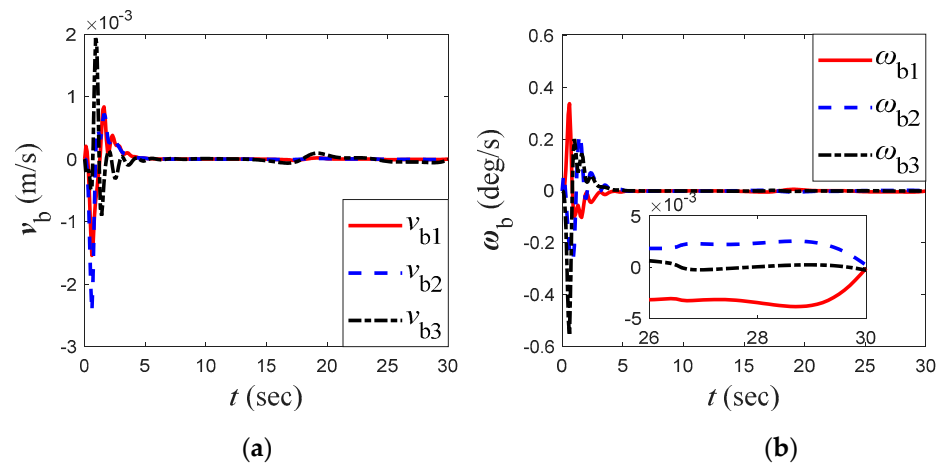 ×10⁻³
2
1
0
-1
-2
-3
0 5 10 15 20 25 30
v_b (m/s)
t (sec)
v_b1
v_b2
v_b3
(a)
0.6
0.4
0.2
0
-0.2
-0.4
-0.6
0 5 10 15 20 25 30
ω_b (deg/s)
t (sec)
ω_b1
ω_b2
ω_b3
×10⁻³
5
0
-5
26 28 30
(b)